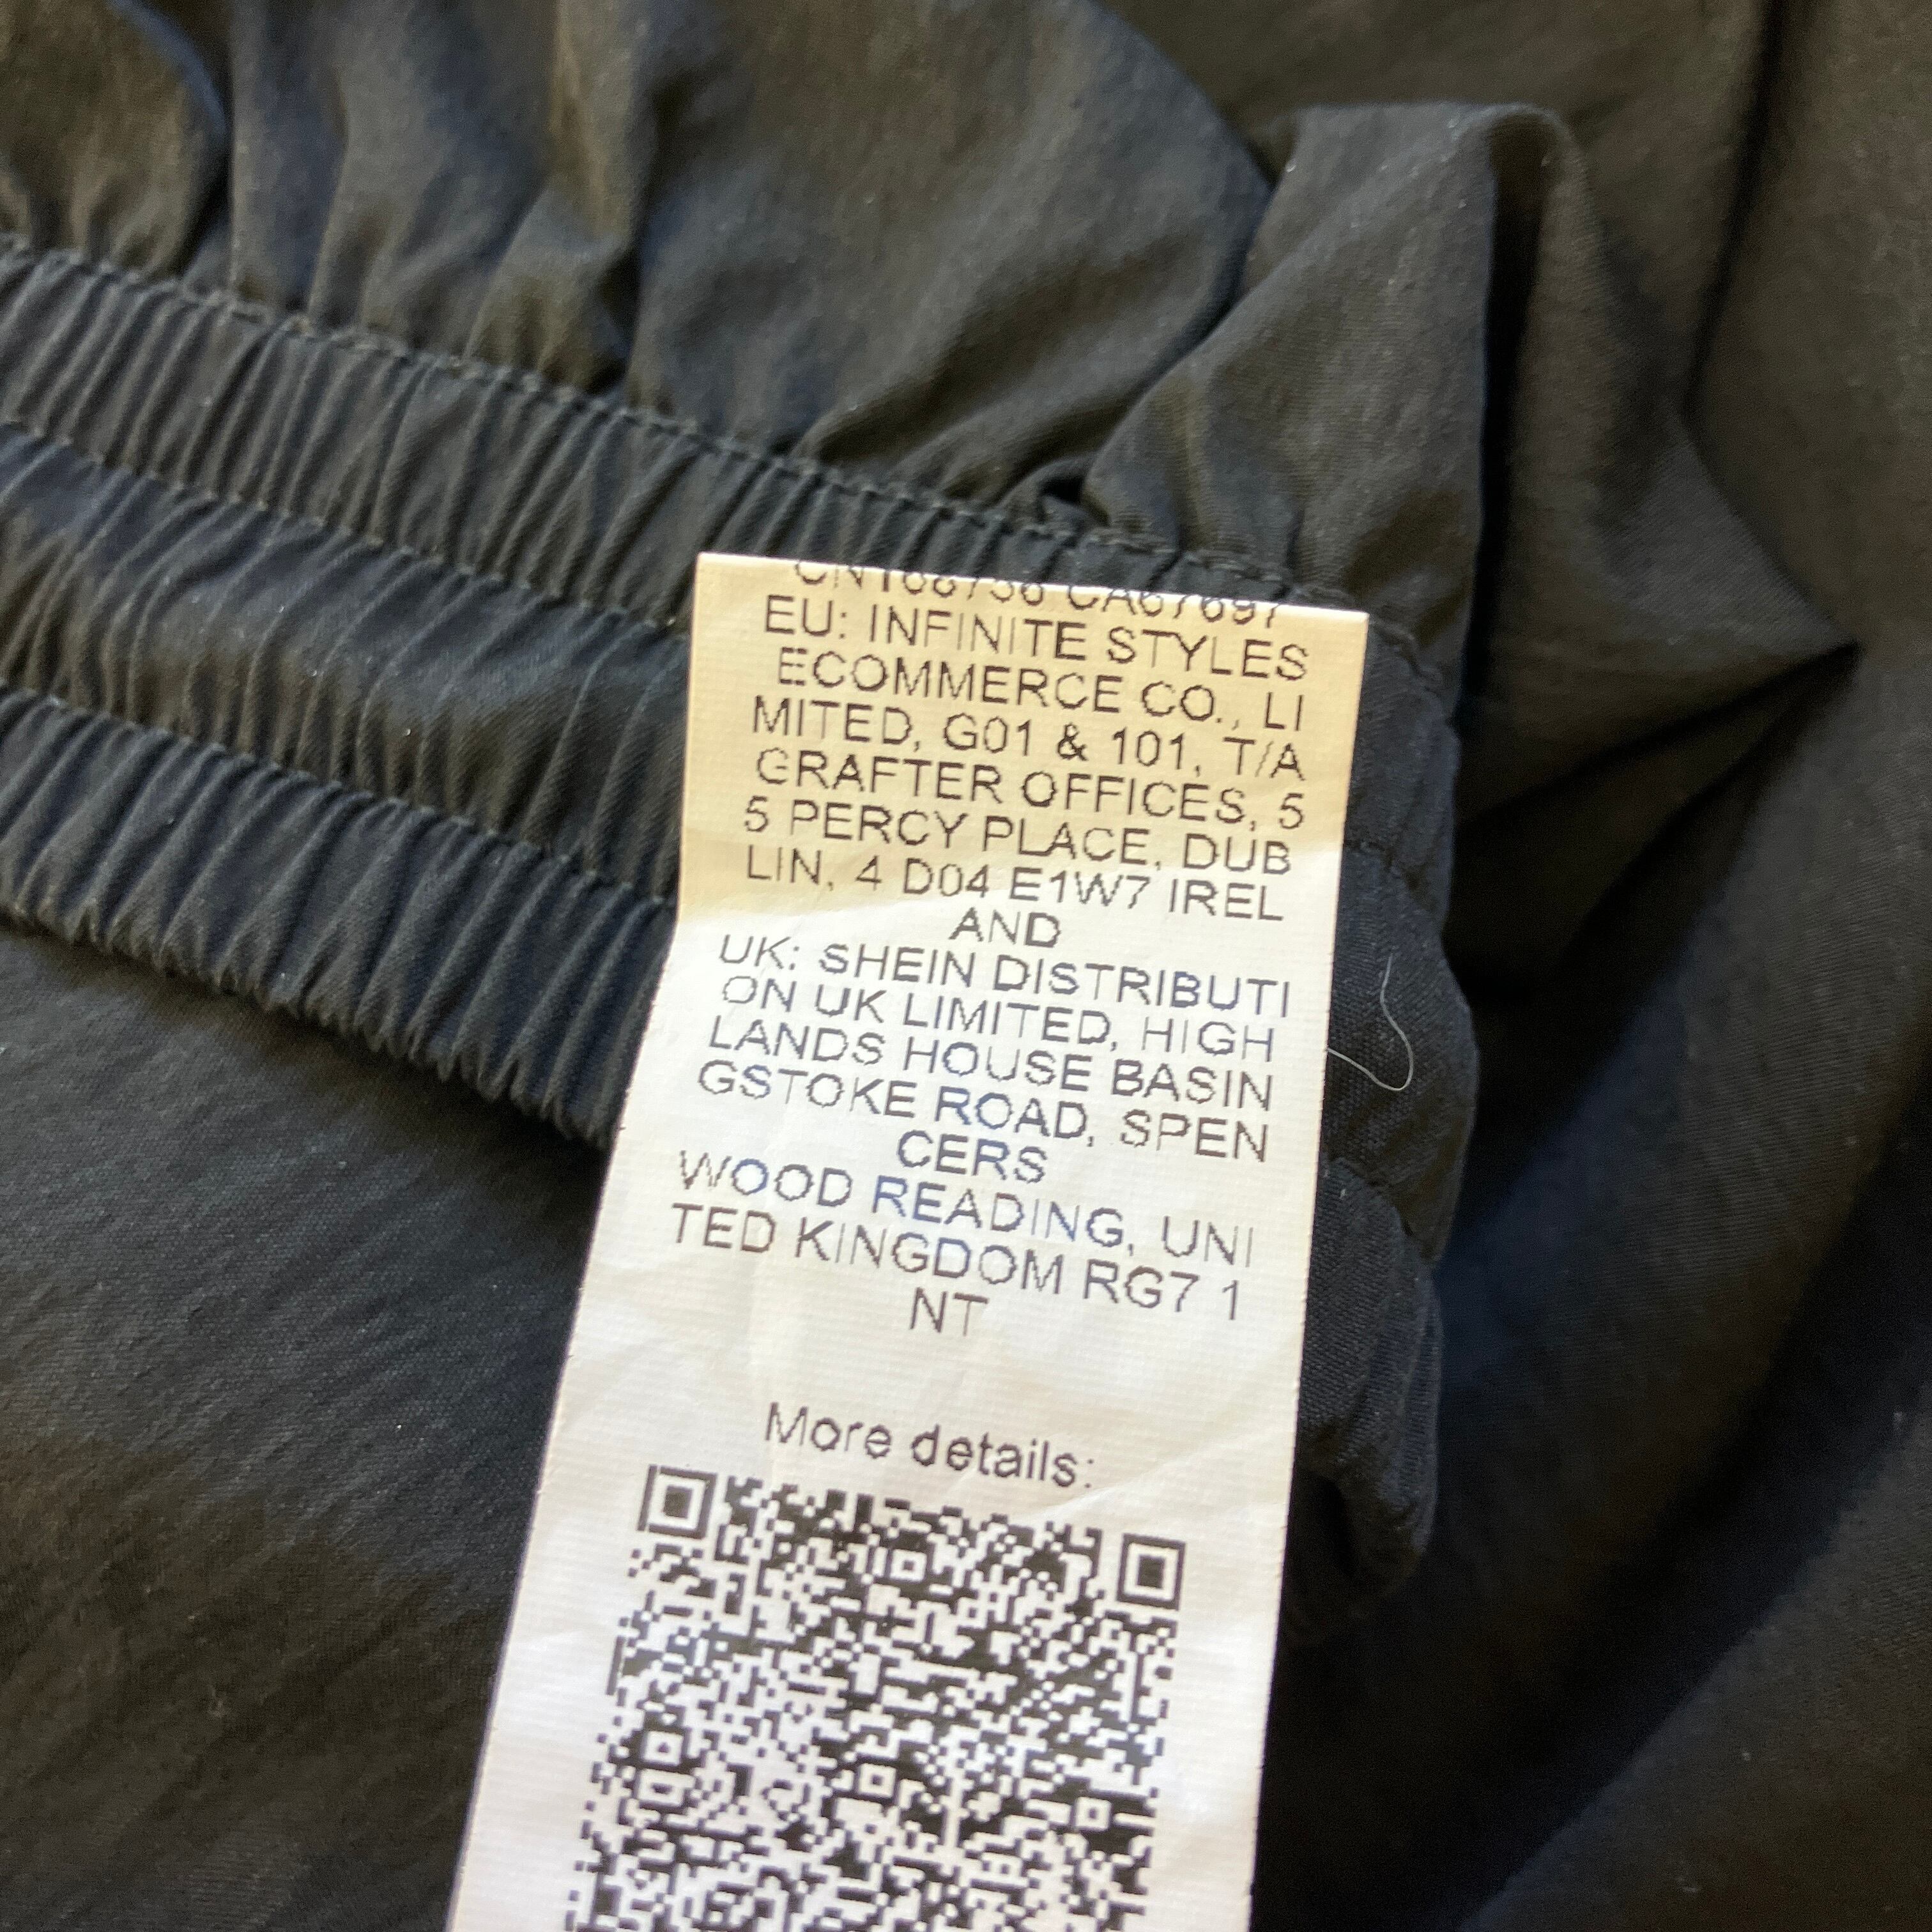 EU: INFINITE STYLES
ECOMMERCE CO., LI
MITED, G01 & 101, T/A
GRAFTER OFFICES, 5
5 PERCY PLACE, DUB
LIN, 4 D04 E1W7 IREL
AND
UK: SHEIN DISTRIBUTI
ON UK LIMITED, HIGH
LANDS HOUSE BASIN
GSTOKE ROAD, SPEN
CERS
WOOD READING, UNI
TED KINGDOM RG7 1
NT
More details: